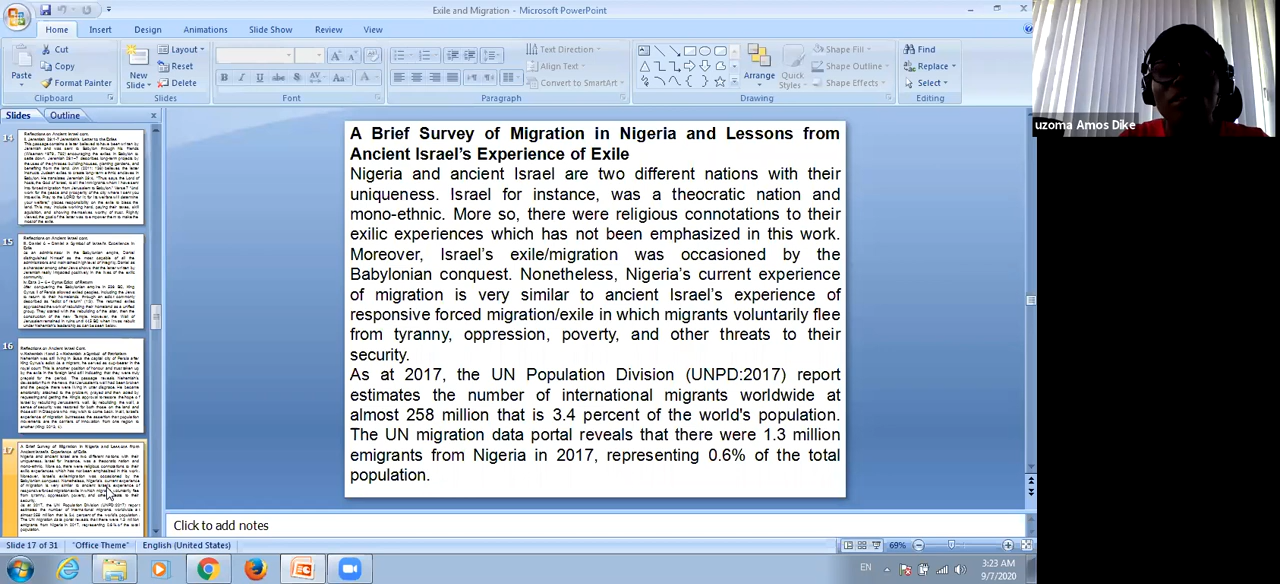 Exile and Migration - Microsoft PowerPoint
Home Insert Design Animations Slide Show Review View
Paste
Cut
Copy
Format Painter
Clipboard
New Slide
Layout
Reset
Delete
Slides
Font
Paragraph
Text Direction
Align Text
Convert to SmartArt
Arrange
Quick Styles
Shape Fill
Shape Outline
Shape Effects
Drawing
Find
Replace
Select
Editing
uzoma Amos Dike
Slides Outline
14
15
16
17
A Brief Survey of Migration in Nigeria and Lessons from
Ancient Israel's Experience of Exile
Nigeria and ancient Israel are two different nations with their
uniqueness. Israel for instance, was a theocratic nation and
mono-ethnic. More so, there were religious connotations to their
exilic experience which has not been emphasized in this work.
Moreover, Israel's exile/migration was occasioned by the
Babylonian conquest. Nonetheless, Nigeria's current experience
of migration is very similar to ancient Israel's experience of
responsive forced migration/exile in which migrants voluntarily flee
from tyranny, oppression, poverty, and other threats to their
security.
As at 2017, the UN Population Division (UNPD:2017) report
estimates the number of international migrants worldwide at
almost 258 million that is 3.4 percent of the world's population.
The UN migration data portal reveals that there were 1.3 million
emigrants from Nigeria in 2017, representing 0.6% of the total
population.
Click to add notes
Slide 17 of 31 "Office Theme" English (United States) 69%
EN 3:23 AM
9/7/2020